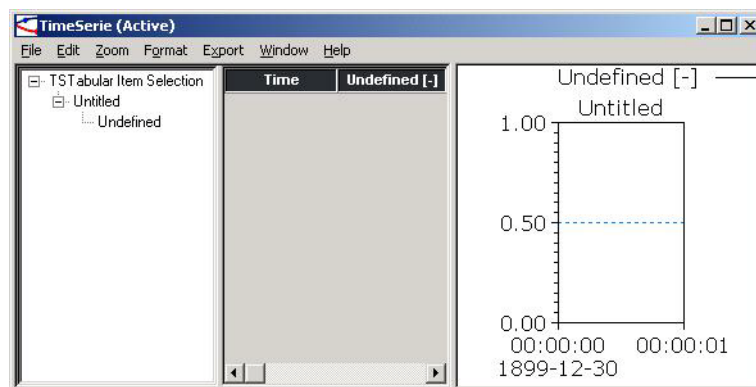 TimeSerie (Active)
File Edit Zoom Format Export Window Help
TSTabular Item Selection
Untitled
Undefined
Time Undefined [-]
Undefined [-]
Untitled
1.00
0.50
0.00
00:00:00 00:00:01
1899-12-30